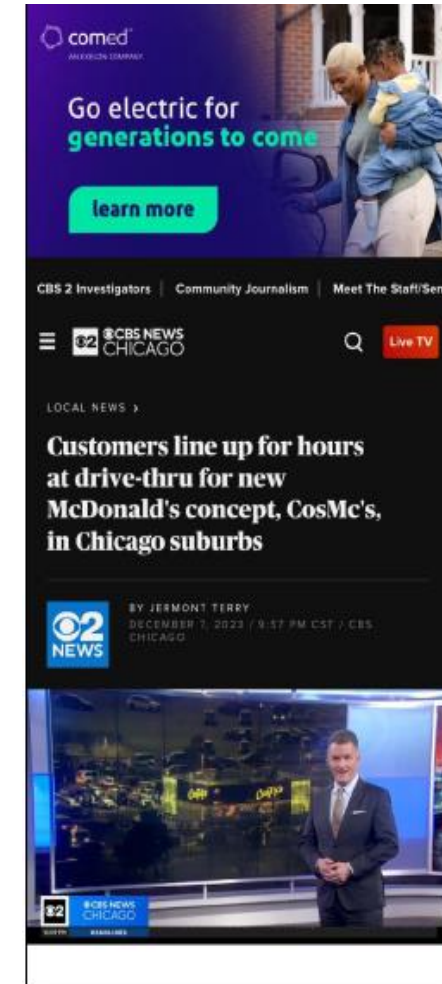 comed
AN EXELON COMPANY
Go electric for
generations to come
learn more
CBS 2 Investigators | Community Journalism | Meet The Staff/Sen
2 CBS NEWS
CHICAGO
Live TV
LOCAL NEWS >
Customers line up for hours
at drive-thru for new
McDonald's concept, CosMc's,
in Chicago suburbs
2
NEWS
BY JERMONT TERRY
DECEMBER 7, 2023 / 9:57 PM CST / CBS
CHICAGO
CosMc's
2 CBS NEWS
CHICAGO